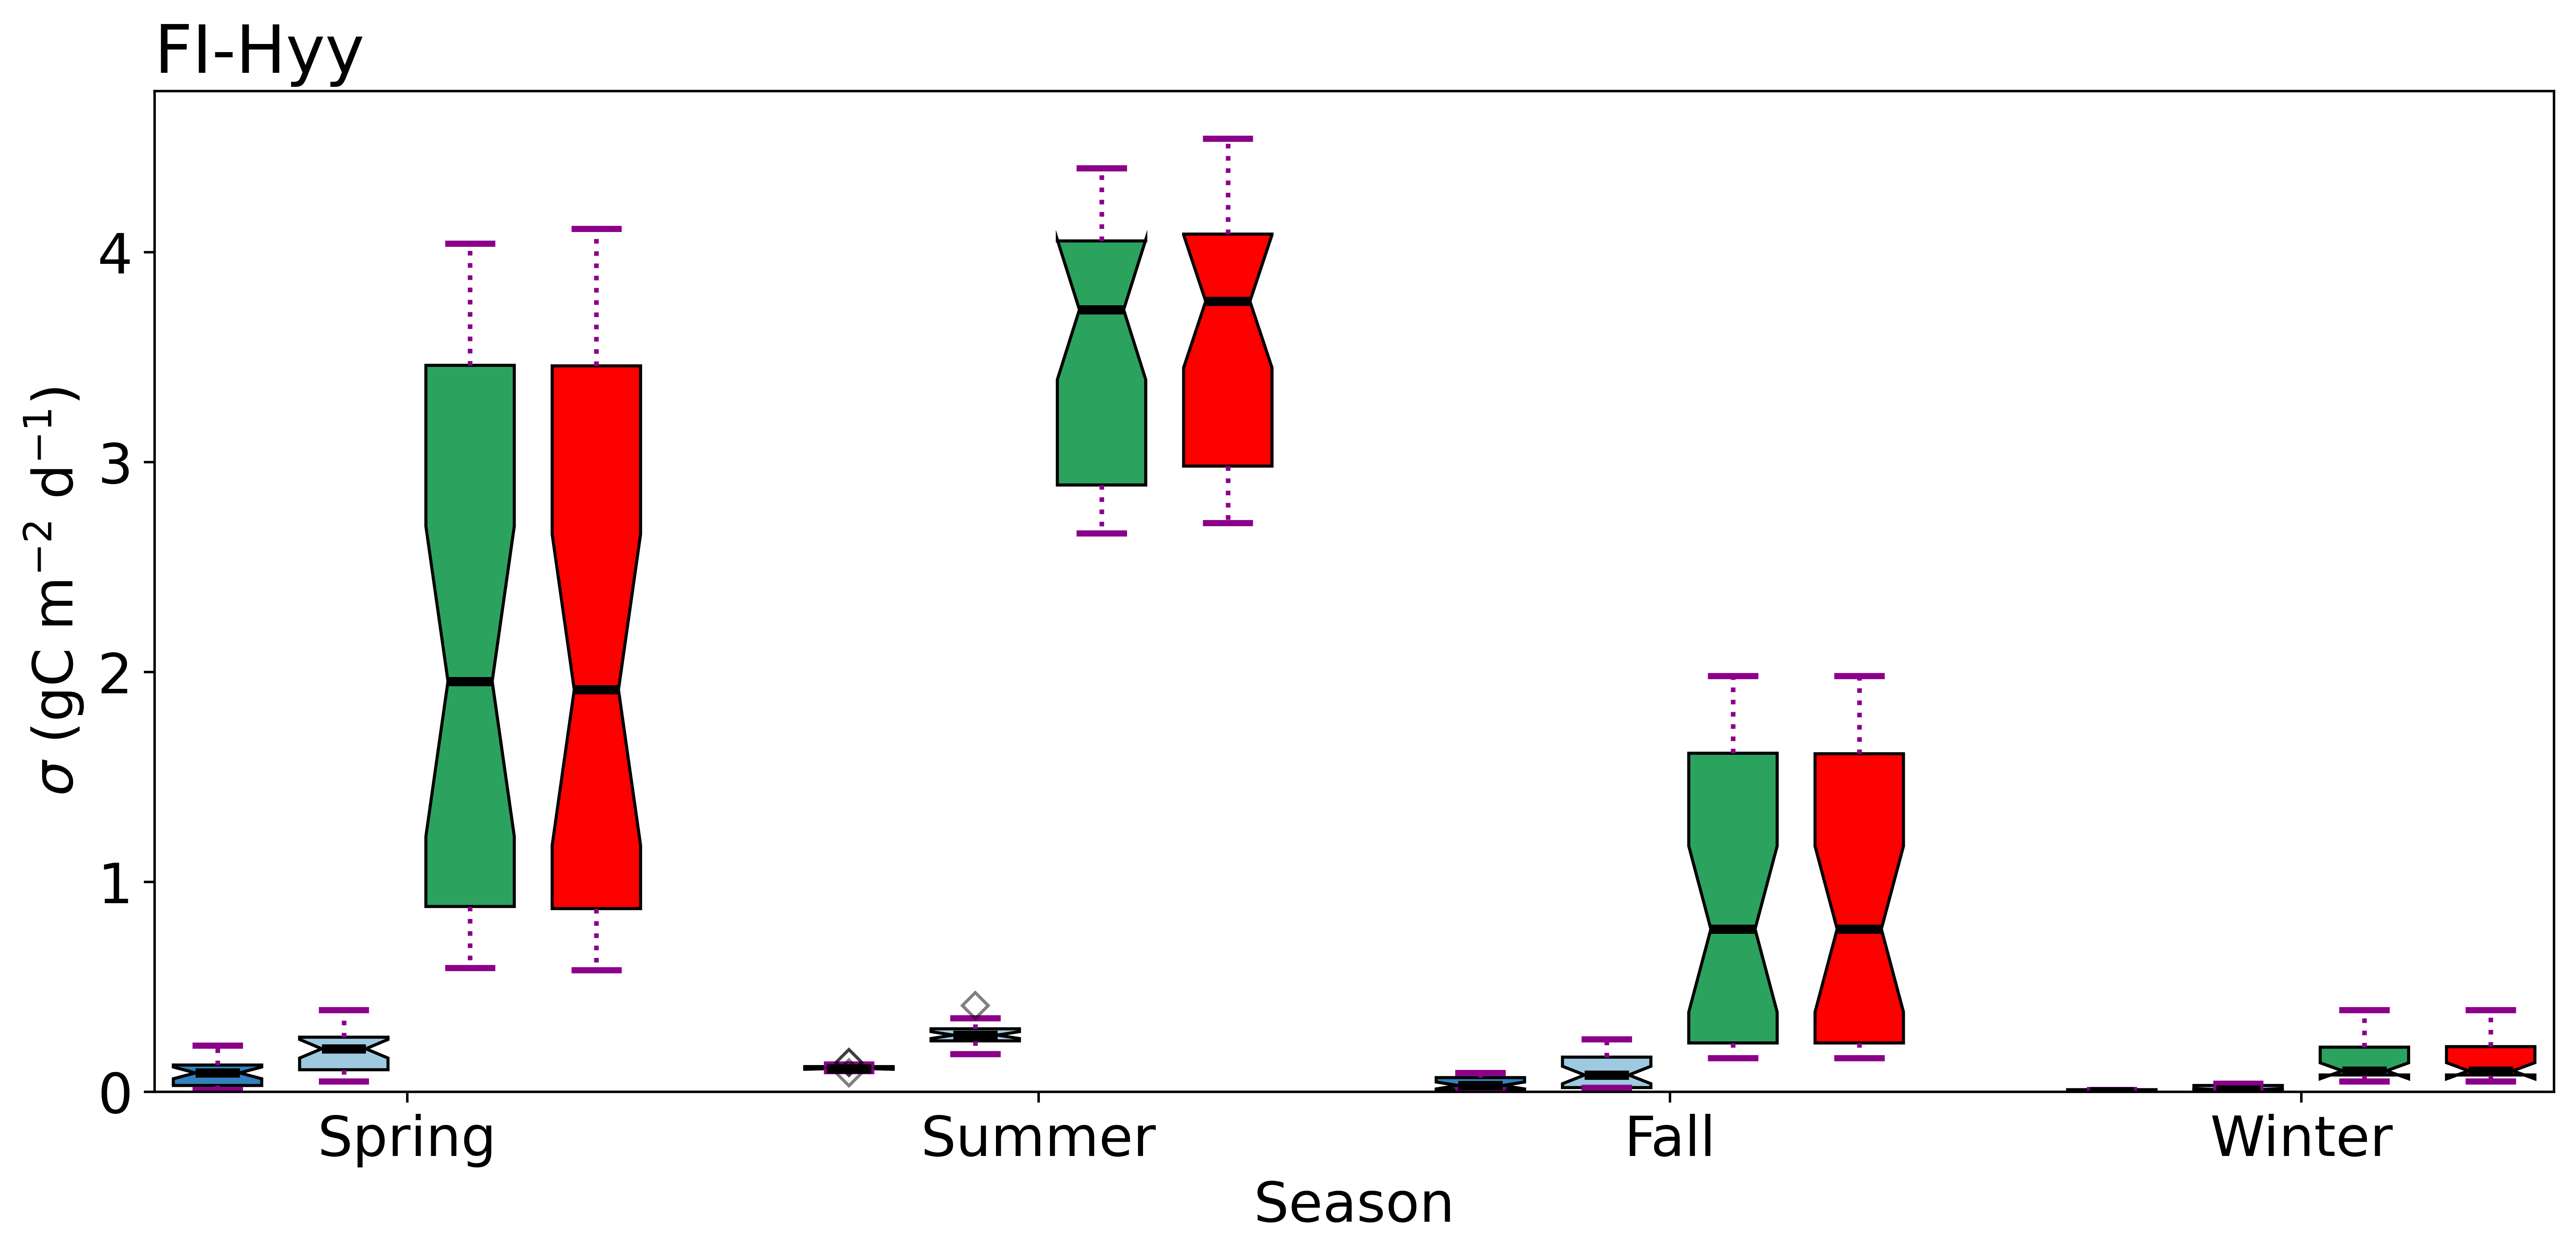 FI-Hyy
σ (gC m⁻² d⁻¹)
4
3
2
1
0
Spring Summer Fall Winter
Season